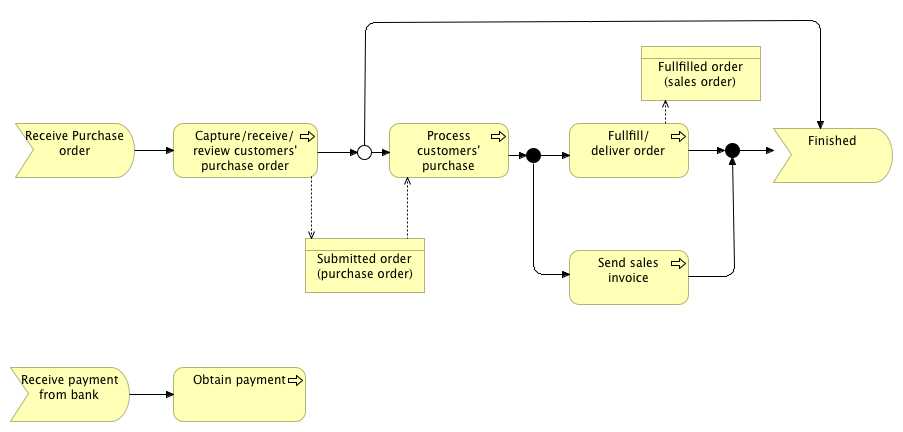 Fullfilled order
(sales order)
Receive Purchase
order
Capture/receive/
review customers'
purchase order
Process
customers'
purchase
Fullfill/
deliver order
Finished
Submitted order
(purchase order)
Send sales
invoice
Receive payment
from bank
Obtain payment